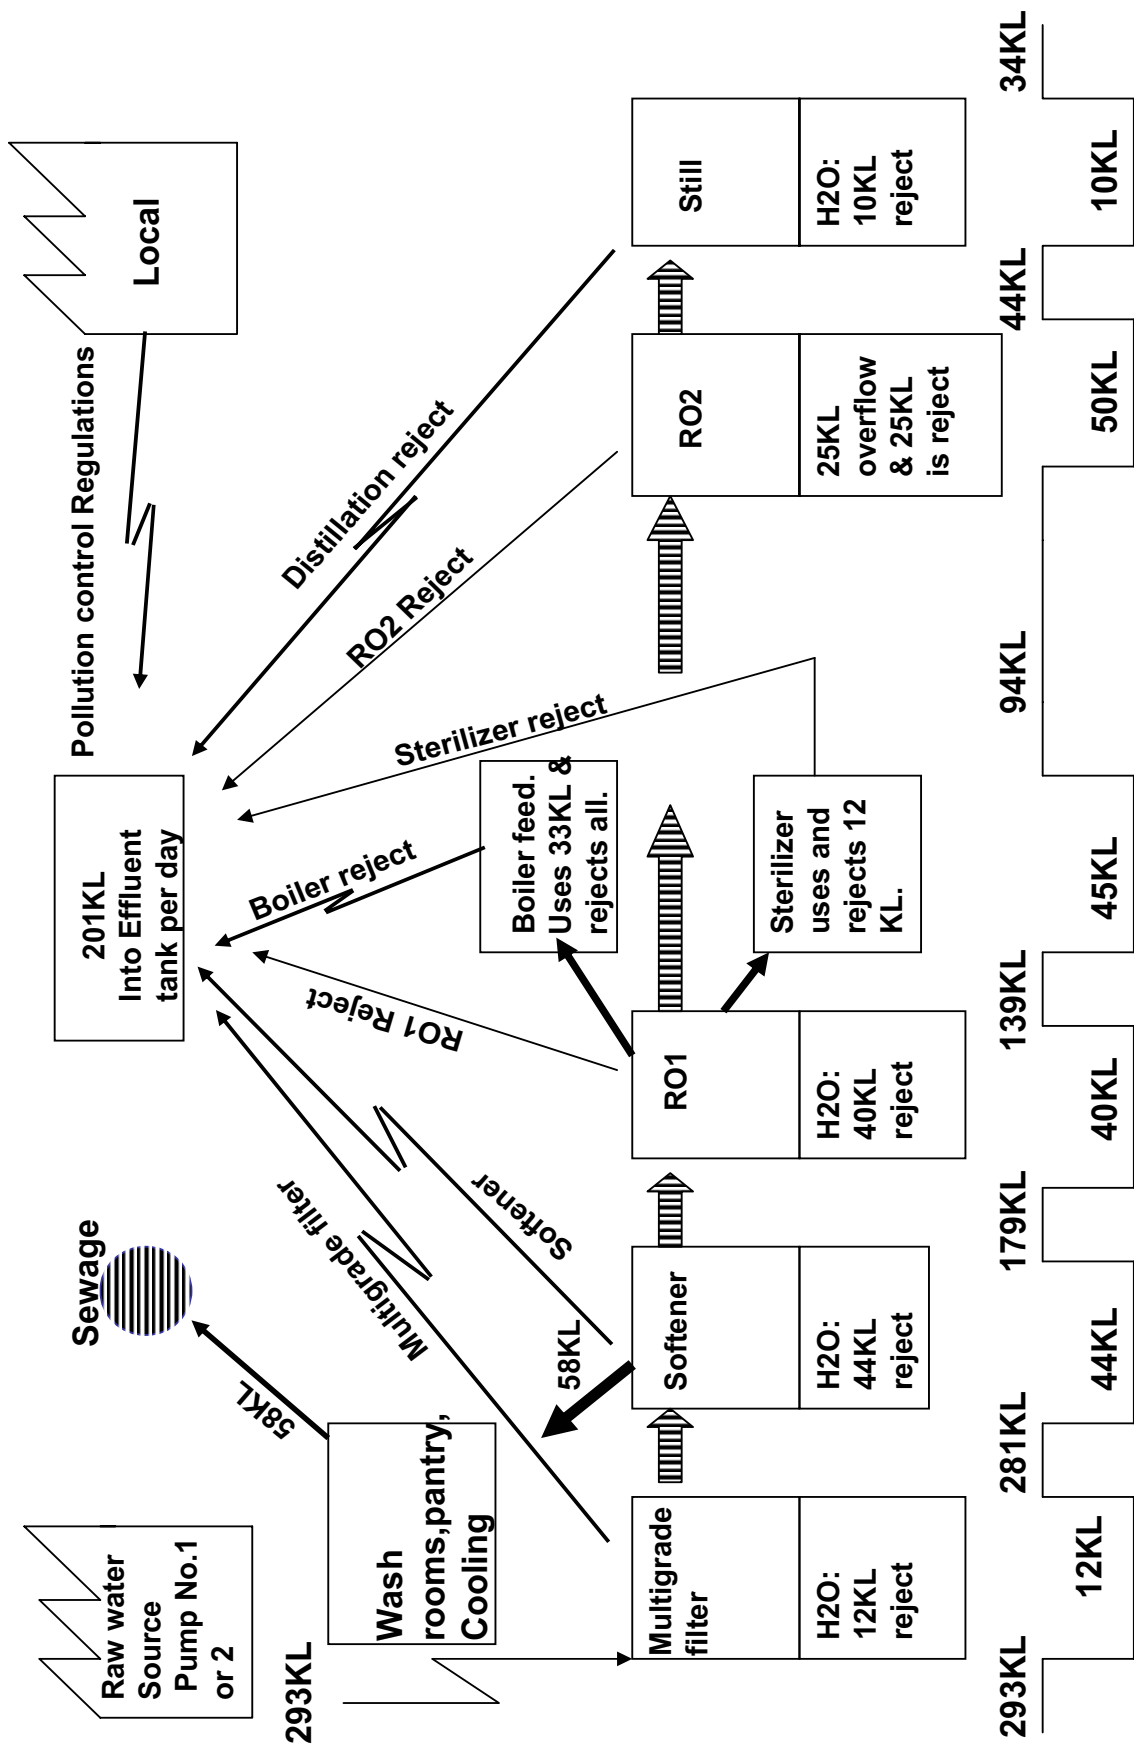 Raw water
Source
Pump No.1
or 2
Sewage
201KL
Into Effluent
tank per day
Pollution control Regulations
Local
293KL
Wash
rooms,pantry,
Cooling
58KL
58KL
Multigrade filter
Softener
RO1 Reject
Boiler reject
Sterilizer reject
RO2 Reject
Distillation reject
Boiler feed.
Uses 33KL &
rejects all.
Sterilizer
uses and
rejects 12
KL.
Multigrade
filter
H2O:
12KL
reject
Softener
H2O:
44KL
reject
RO1
H2O:
40KL
reject
RO2
25KL
overflow
& 25KL
is reject
Still
H2O:
10KL
reject
293KL
281KL
179KL
139KL
94KL
44KL
34KL
12KL
44KL
40KL
45KL
50KL
10KL